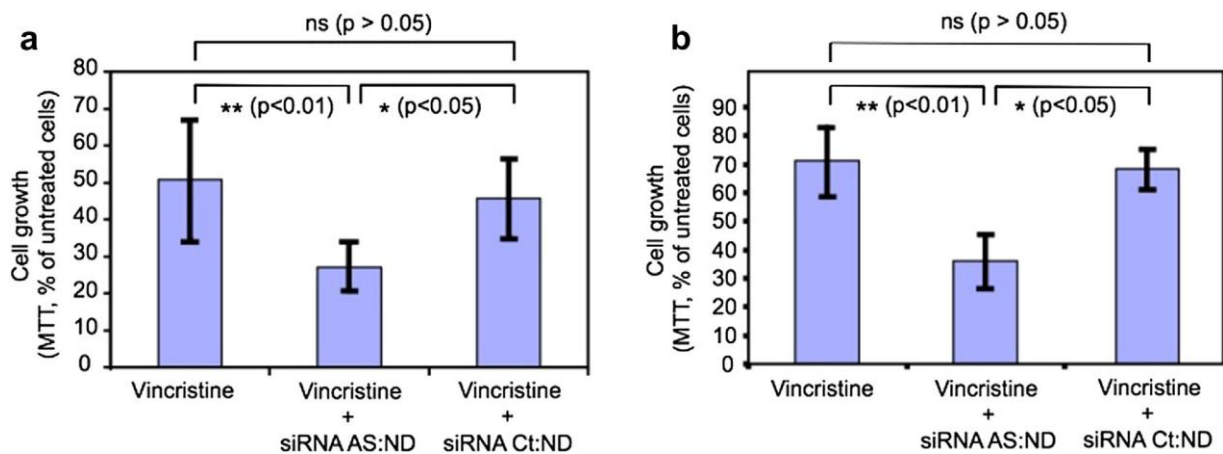 a
ns (p > 0.05)
** (p<0.01)
* (p<0.05)
Cell growth
(MTT, % of untreated cells)
80
70
60
50
40
30
20
10
0
Vincristine
Vincristine
+
siRNA AS:ND
Vincristine
+
siRNA Ct:ND
b
ns (p > 0.05)
** (p<0.01)
* (p<0.05)
Cell growth
(MTT, % of untreated cells)
90
80
70
60
50
40
30
20
10
0
Vincristine
Vincristine
+
siRNA AS:ND
Vincristine
+
siRNA Ct:ND